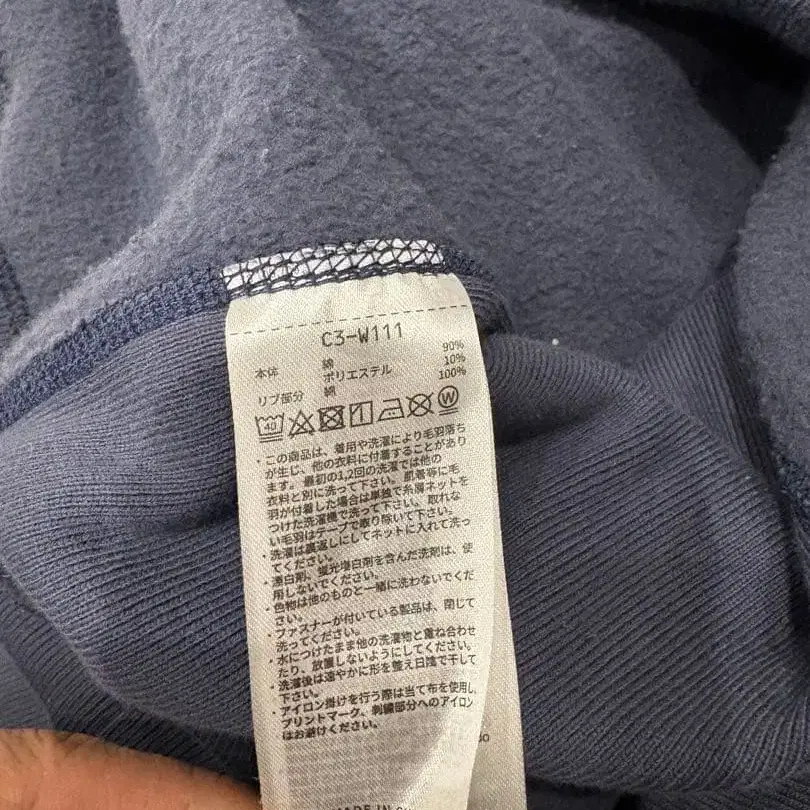 C3-W111
本体 綿 90%
ポリエステル 10%
リブ部分 綿 100%
40 W
・この商品は、着用や洗濯により毛羽落ち
が生じ、他の衣料に付着することがあり
ます。最初の1,2回の洗濯では他の
衣料と別に洗って下さい。肌着等に毛
羽が付着した場合は単独で糸屑ネットを
つけた洗濯機で洗って下さい。取れな
い毛羽はテープで取り除いて下さい。
・洗濯は裏返しにしてネットに入れて洗っ
てください。
・漂白剤、蛍光増白剤を含んだ洗剤は、使
用しないでください。
・色物は他のものと一緒に洗わないでくだ
さい。
・ファスナーが付いている製品は、閉じて
洗ってください。
・水につけたまま他の洗濯物と重ね合わせ
たり、放置しないようにしてください。
・洗濯後は速やかに形を整え日陰で干して
下さい。
・アイロン掛けを行う際は当て布を使用し、
プリントマーク、刺繍部分へのアイロン
はお避けください。
MADE IN